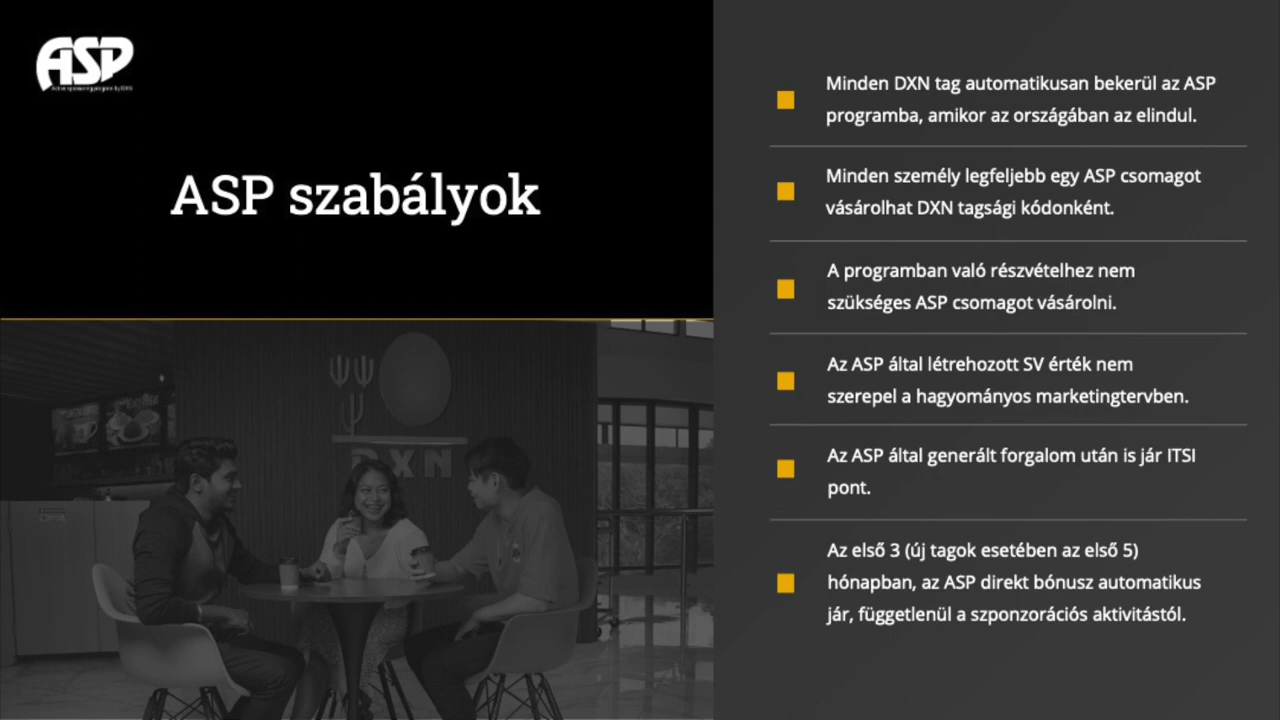 ASP
ASP szabályok
DXN
Minden DXN tag automatikusan bekerül az ASP
programba, amikor az országában az elindul.
Minden személy legfeljebb egy ASP csomagot
vásárolhat DXN tagsági kódonként.
A programban való részvételhez nem
szükséges ASP csomagot vásárolni.
Az ASP által létrehozott SV érték nem
szerepel a hagyományos marketingtervben.
Az ASP által generált forgalom után is jár ITSI
pont.
Az első 3 (új tagok esetében az első 5)
hónapban, az ASP direkt bónusz automatikus
jár, függetlenül a szponzorációs aktivitástól.